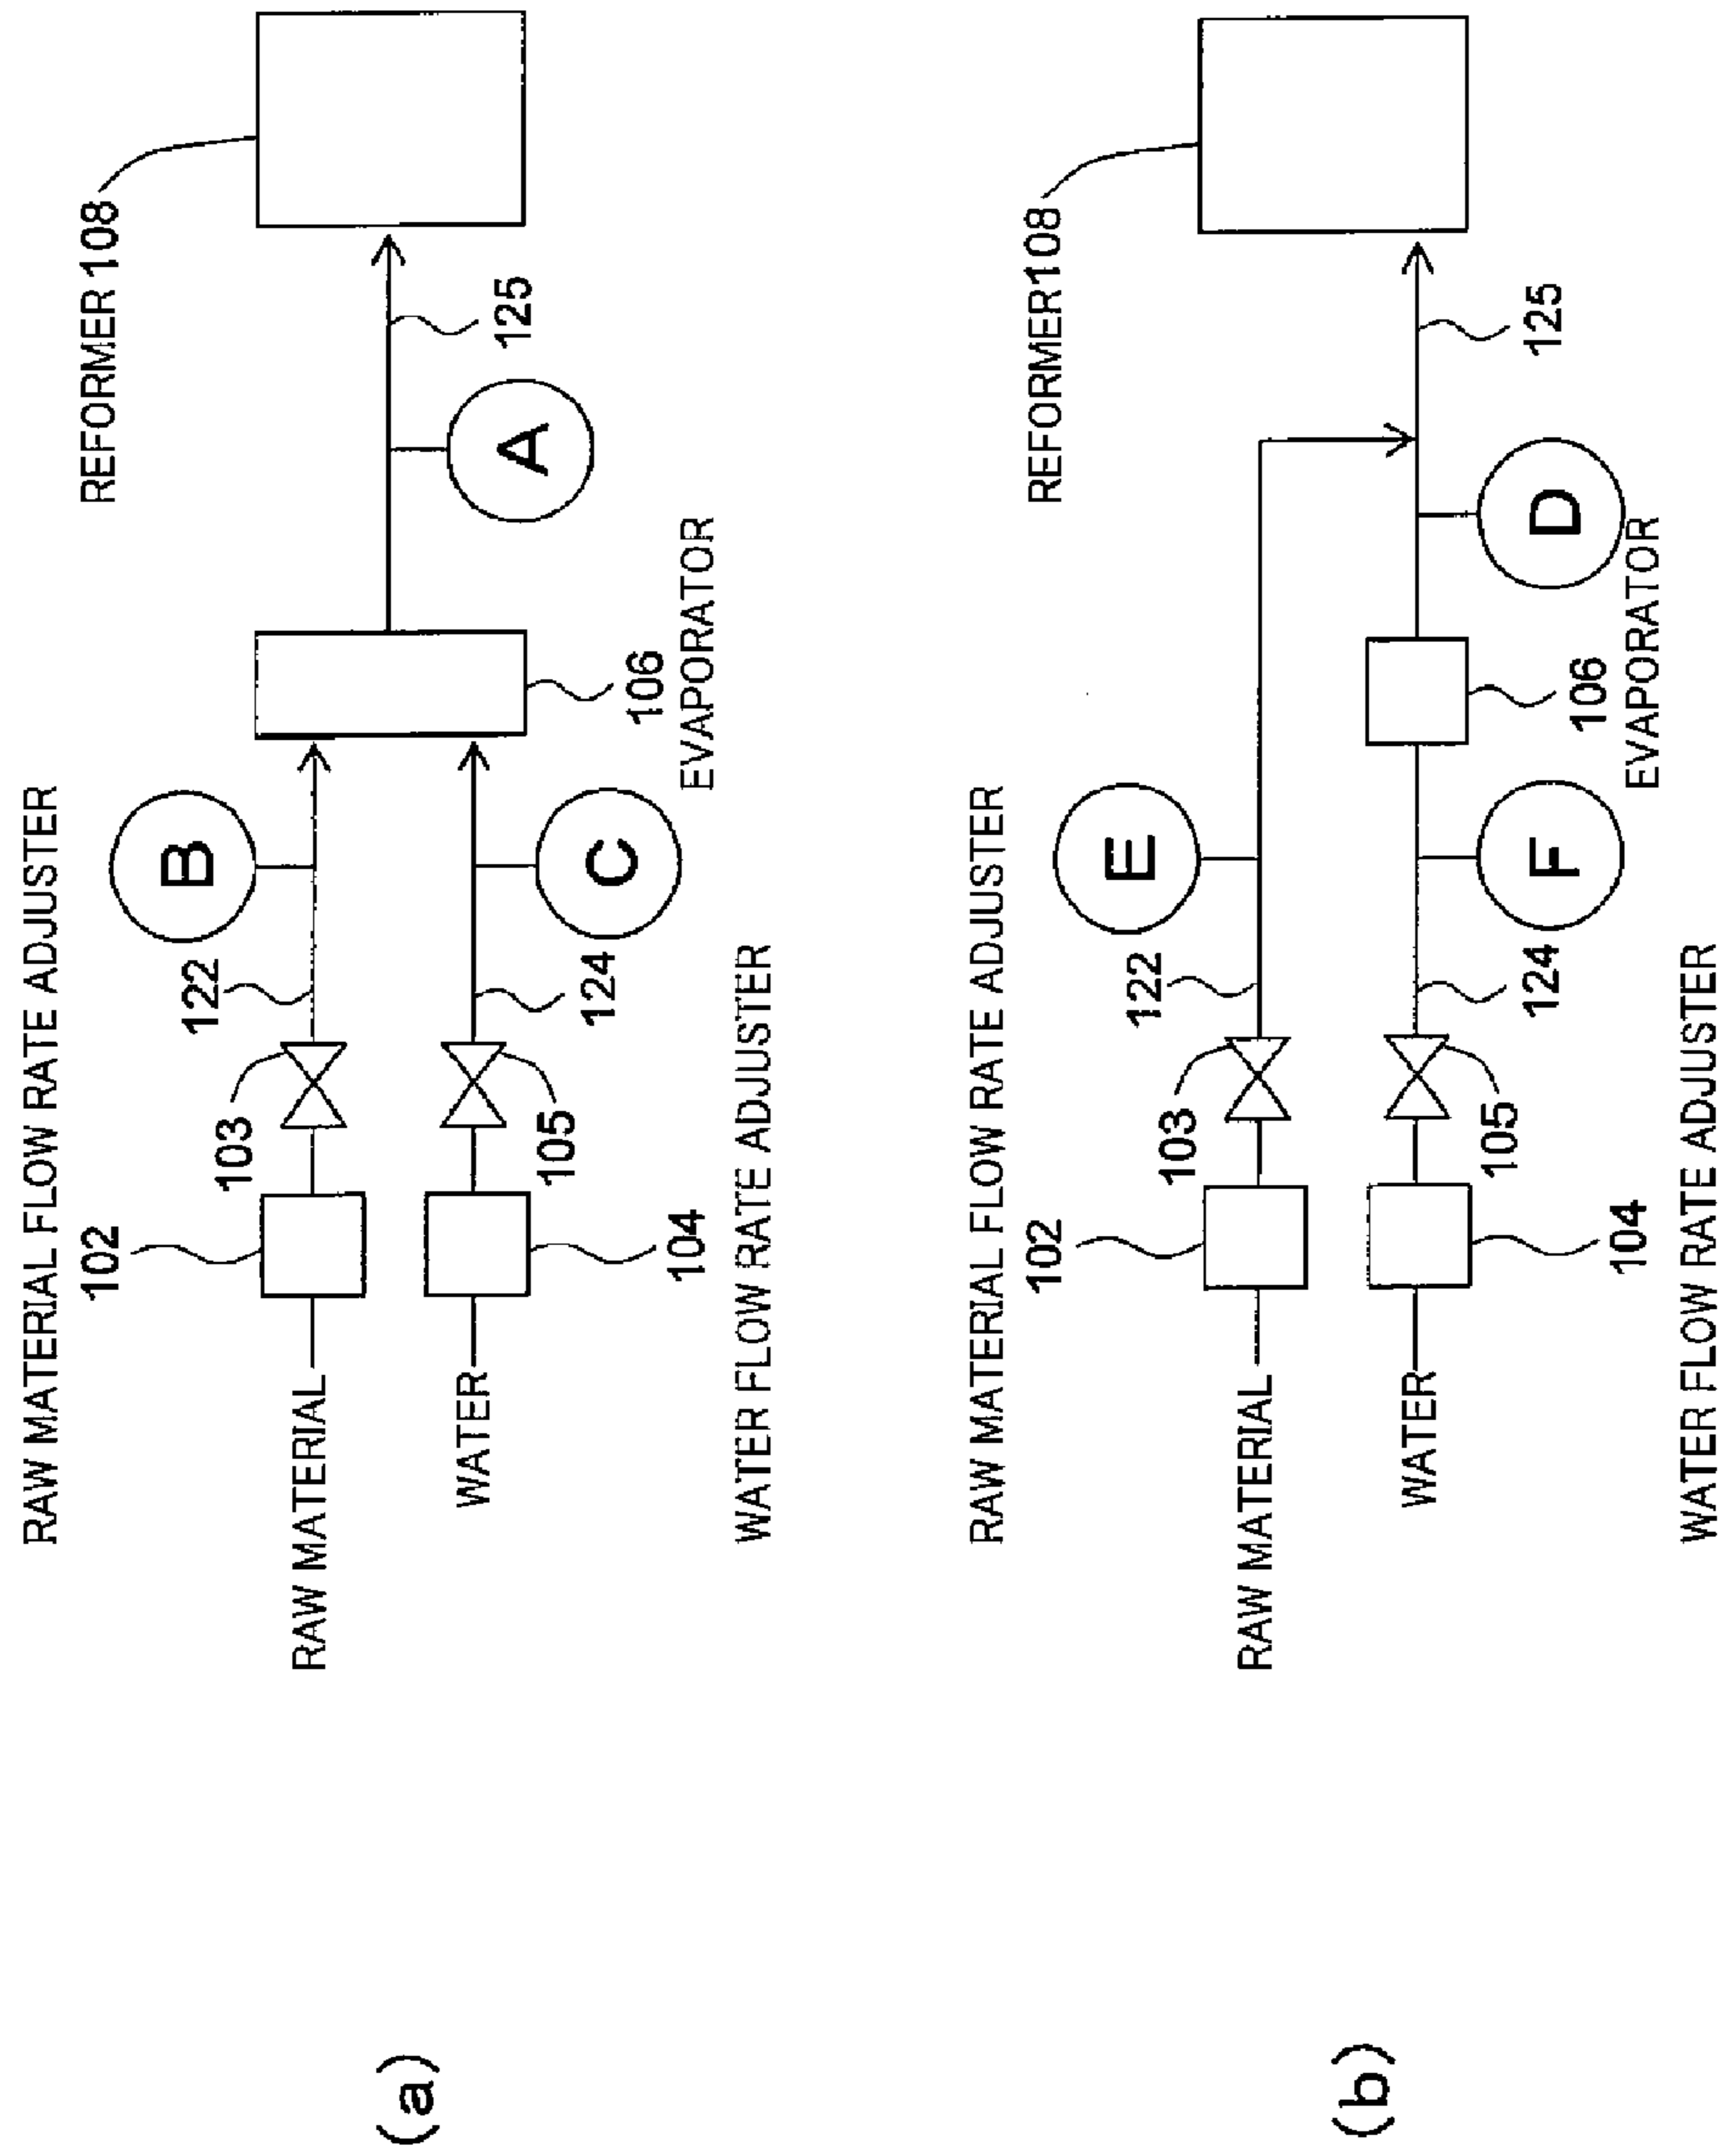 (a)
RAW MATERIAL FLOW RATE ADJUSTER
REFORMER 108
102
103
122
B
RAW MATERIAL
125
WATER
A
105
124
C
104
106
WATER FLOW RATE ADJUSTER
EVAPORATOR
(b)
RAW MATERIAL FLOW RATE ADJUSTER
REFORMER 108
102
103
122
E
RAW MATERIAL
WATER
125
105
124
F
D
104
106
EVAPORATOR
WATER FLOW RATE ADJUSTER